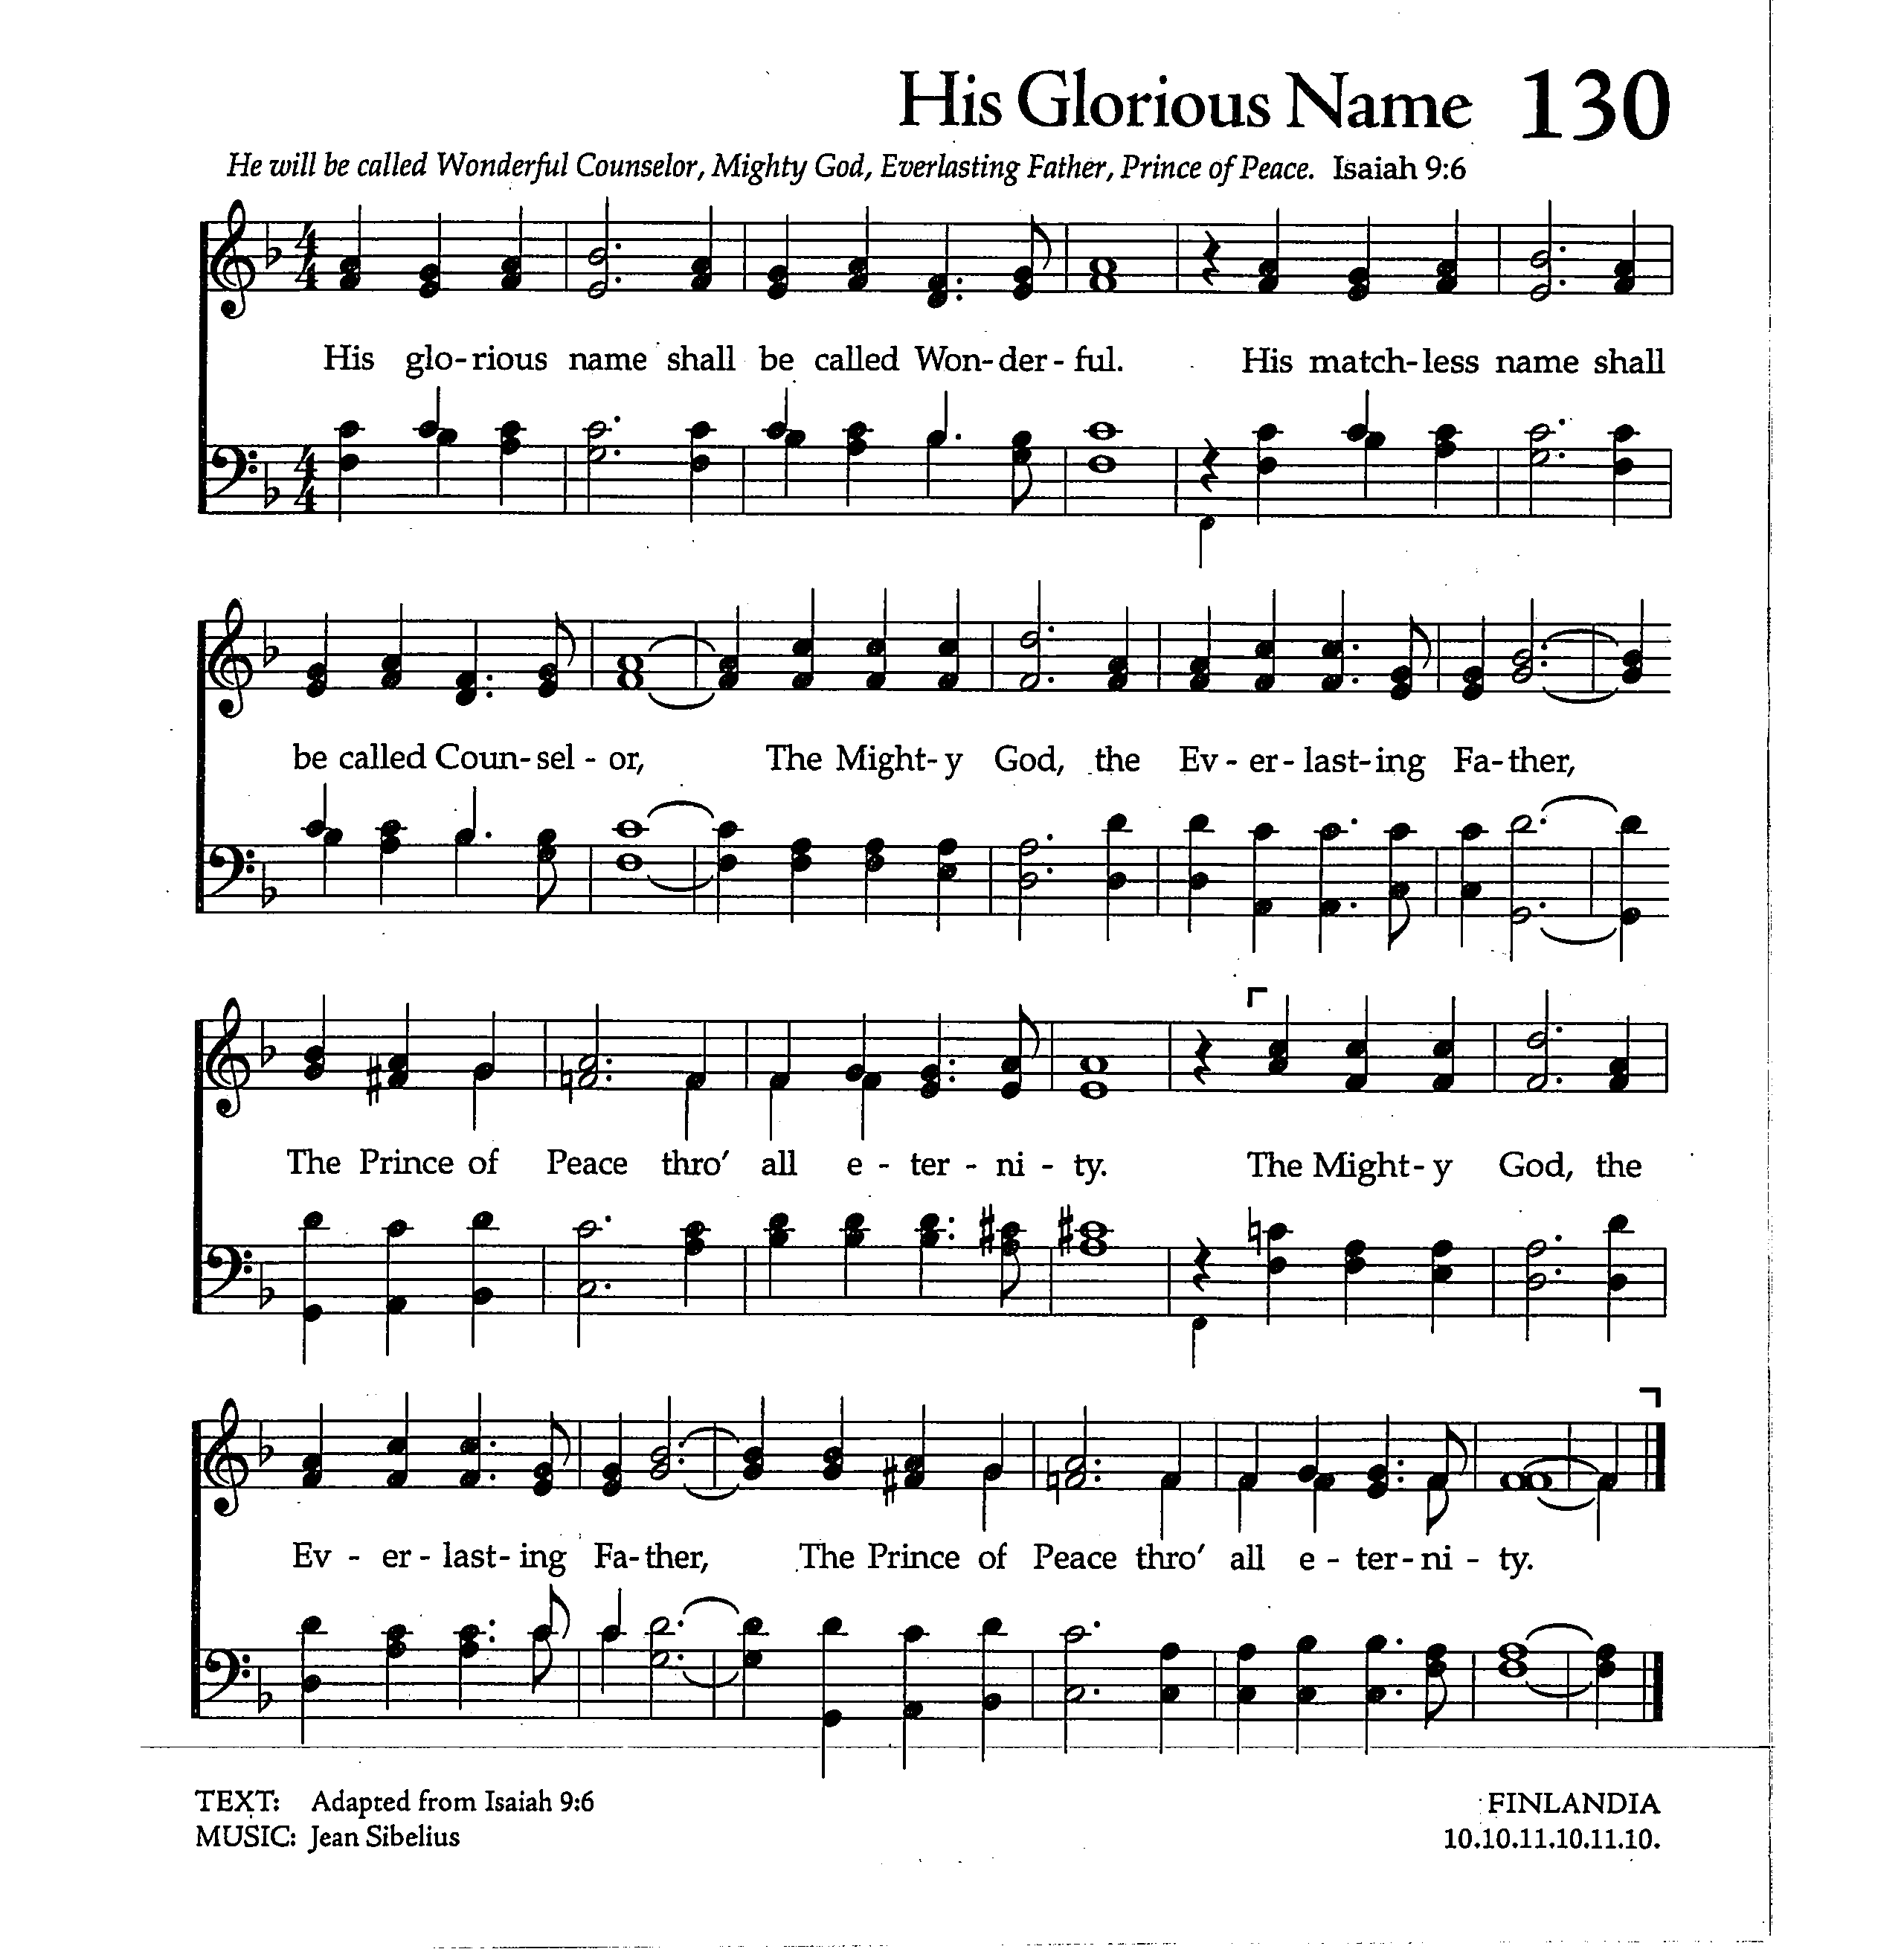 His Glorious Name 130
He will be called Wonderful Counselor, Mighty God, Everlasting Father, Prince of Peace. Isaiah 9:6
His glo-rious name shall be called Won-der-ful. His match-less name shall
be called Coun-sel-or, The Might-y God, the Ev-er-last-ing Fa-ther,
The Prince of Peace thro' all e-ter-ni-ty. The Might-y God, the
Ev-er-last-ing Fa-ther, The Prince of Peace thro' all e-ter-ni-ty.
TEXT: Adapted from Isaiah 9:6 FINLANDIA
MUSIC: Jean Sibelius 10.10.11.10.11.10.